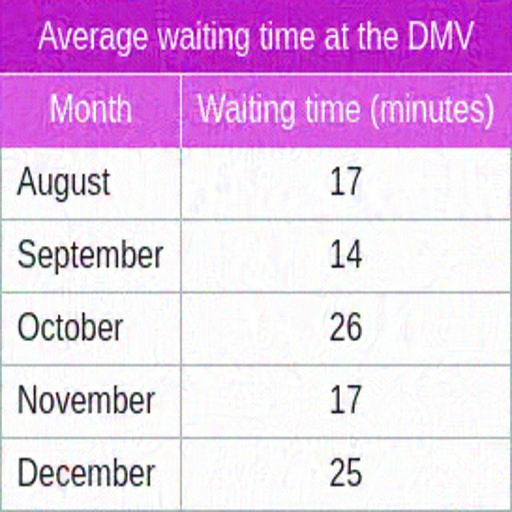 Average waiting time at the DMV
Month Waiting time (minutes)
August 17
September 14
October 26
November 17
December 25